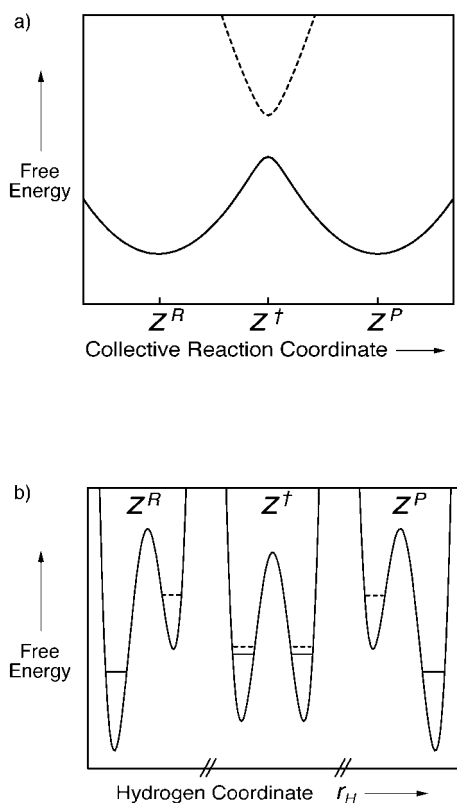 a)
Free
Energy
Z^R Z^† Z^P
Collective Reaction Coordinate
b)
Z^R Z^† Z^P
Free
Energy
Hydrogen Coordinate r_H